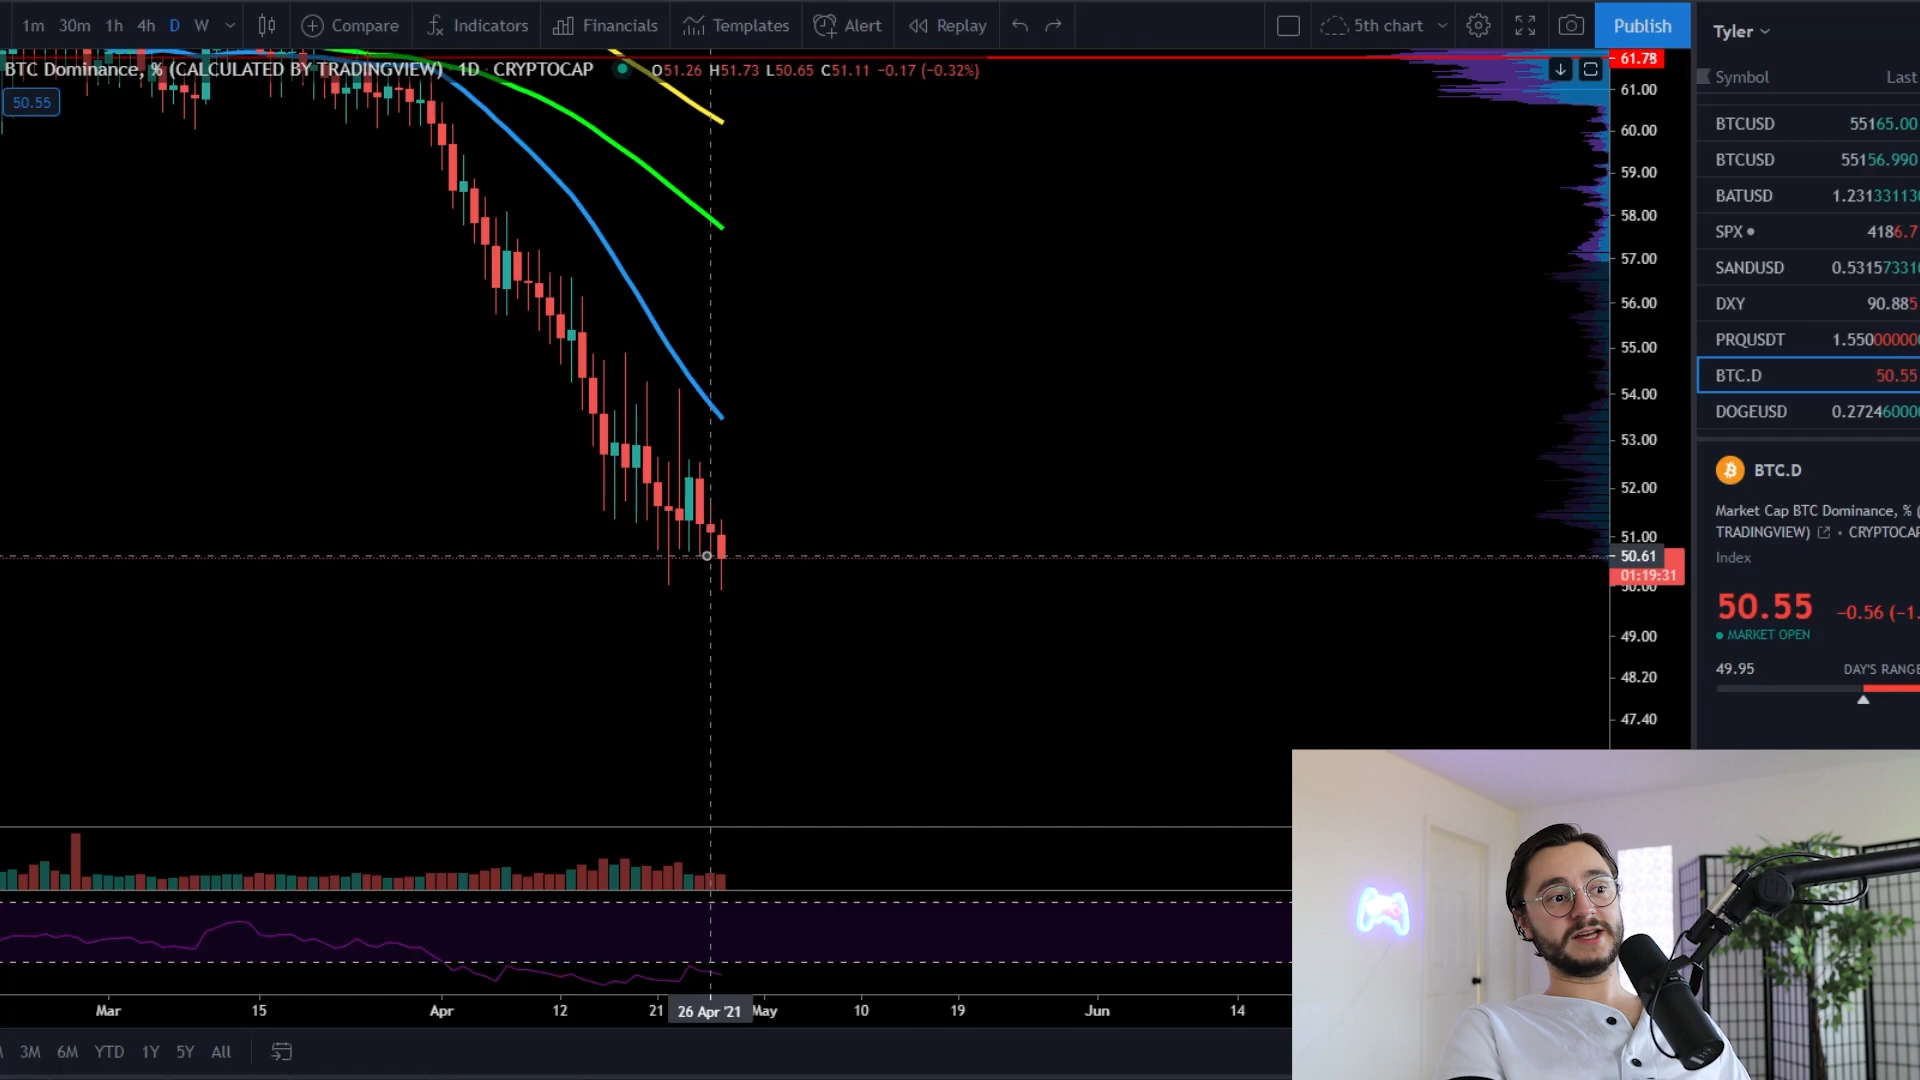 1m 30m 1h 4h D W Compare Indicators Financials Templates Alert Replay 5th chart Publish
BTC Dominance, % (CALCULATED BY TRADINGVIEW) 1D CRYPTOCAP O51.26 H51.73 L50.65 C51.11 −0.17 (−0.32%)
50.55
61.78
61.00
60.00
59.00
58.00
57.00
56.00
55.00
54.00
53.00
52.00
51.00
50.61
01:19:31
50.00
49.00
48.20
47.40
Tyler
Symbol Last
BTCUSD 55165.00
BTCUSD 55156.990
BATUSD 1.23133113
SPX 4186.7
SANDUSD 0.531573310
DXY 90.885
PRQUSDT 1.55000000
BTC.D 50.55
DOGEUSD 0.27246000
BTC.D
Market Cap BTC Dominance, % (
TRADINGVIEW) • CRYPTOCAP
Index
50.55 −0.56 (−1.
MARKET OPEN
49.95 DAY'S RANGE
Mar 15 Apr 12 21 26 Apr '21 May 10 19 Jun 14
3M 6M YTD 1Y 5Y All